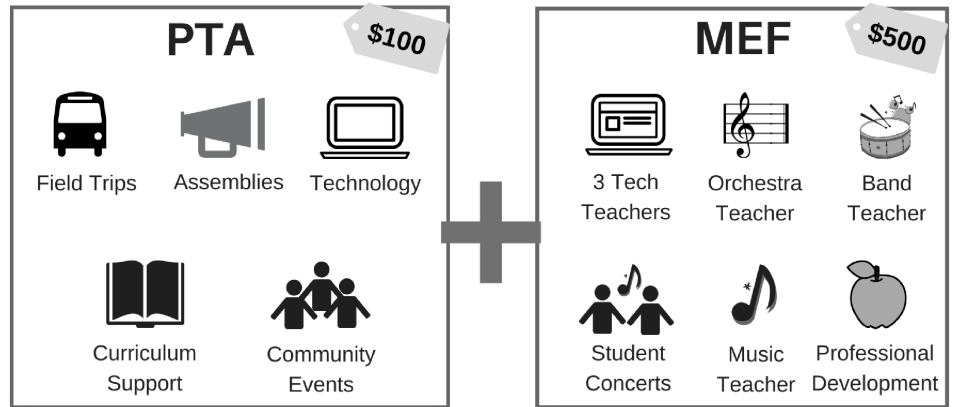 PTA
$100
Field Trips
Assemblies
Technology
Curriculum
Support
Community
Events
MEF
$500
3 Tech
Teachers
Orchestra
Teacher
Band
Teacher
Student
Concerts
Music
Teacher
Professional
Development